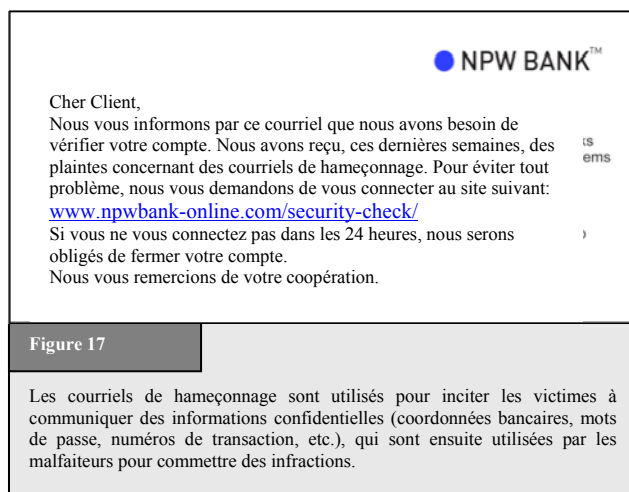 NPW BANK™
Cher Client,
Nous vous informons par ce courriel que nous avons besoin de
vérifier votre compte. Nous avons reçu, ces dernières semaines, des
plaintes concernant des courriels de hameçonnage. Pour éviter tout
problème, nous vous demandons de vous connecter au site suivant:
www.npwbank-online.com/security-check/
Si vous ne vous connectez pas dans les 24 heures, nous serons
obligés de fermer votre compte.
Nous vous remercions de votre coopération.
ems
Figure 17
Les courriels de hameçonnage sont utilisés pour inciter les victimes à
communiquer des informations confidentielles (coordonnées bancaires, mots
de passe, numéros de transaction, etc.), qui sont ensuite utilisées par les
malfaiteurs pour commettre des infractions.